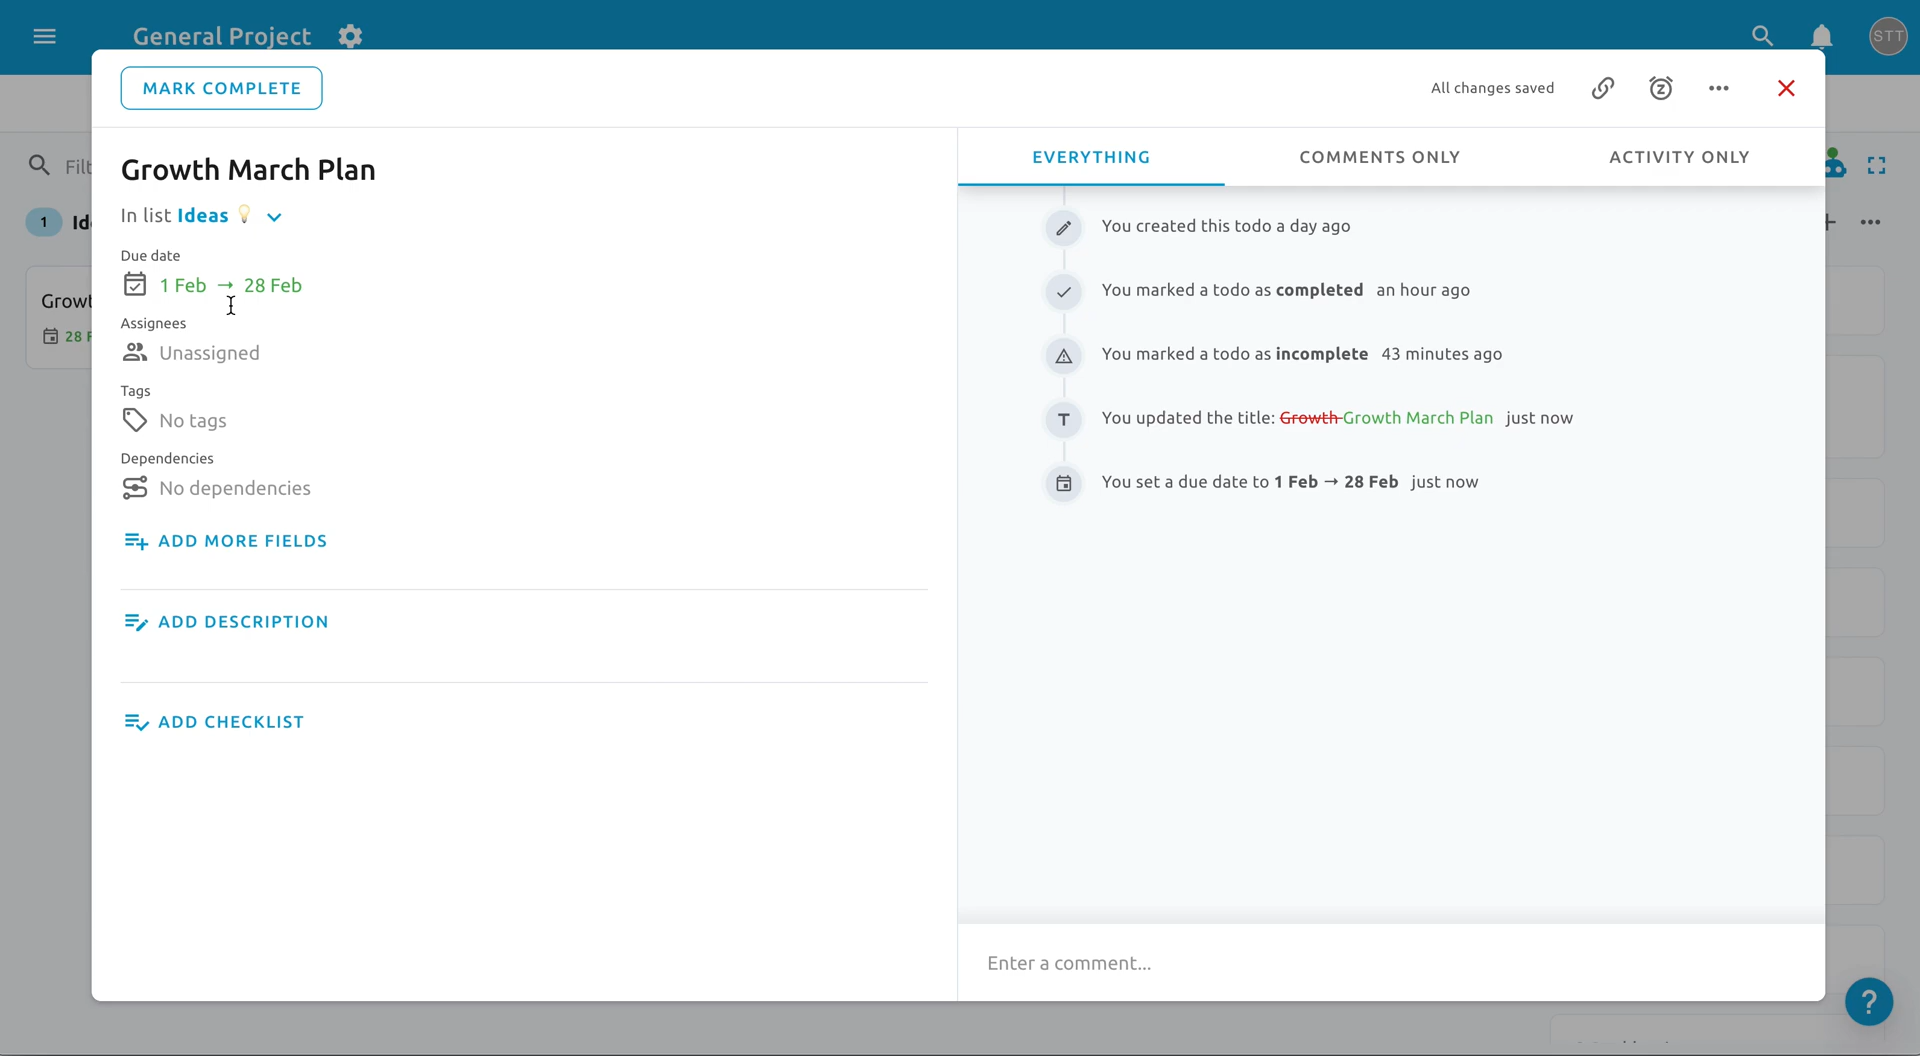 General Project
STT
MARK COMPLETE
All changes saved
Growth March Plan
In list Ideas 💡
Due date
1 Feb → 28 Feb
Assignees
Unassigned
Tags
No tags
Dependencies
No dependencies
ADD MORE FIELDS
ADD DESCRIPTION
ADD CHECKLIST
EVERYTHING
COMMENTS ONLY
ACTIVITY ONLY
You created this todo a day ago
You marked a todo as completed an hour ago
You marked a todo as incomplete 43 minutes ago
T
You updated the title: Growth Growth March Plan just now
You set a due date to 1 Feb → 28 Feb just now
Enter a comment...
Filt
1 Id
Growt
28 F
?